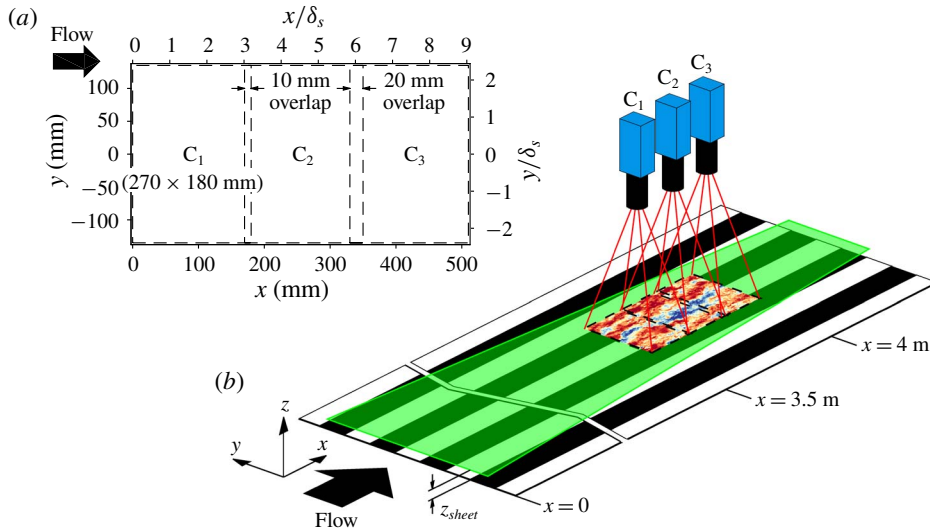 (a)
x/δs
Flow
0 1 2 3 4 5 6 7 8 9
100
50
0
−50
−100
y (mm)
10 mm
overlap
20 mm
overlap
C1
(270 × 180 mm)
C2
C3
2
1
0
−1
−2
y/δs
0 100 200 300 400 500
x (mm)
C1
C2
C3
(b)
z
y
x
Flow
zsheet
x = 0
x = 3.5 m
x = 4 m